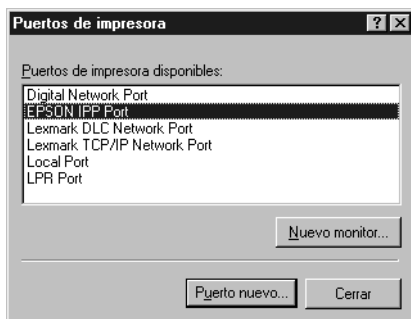 Puertos de impresora
Puertos de impresora disponibles:
Digital Network Port
EPSON IPP Port
Lexmark DLC Network Port
Lexmark TCP/IP Network Port
Local Port
LPR Port
Nuevo monitor...
Puerto nuevo... Cerrar